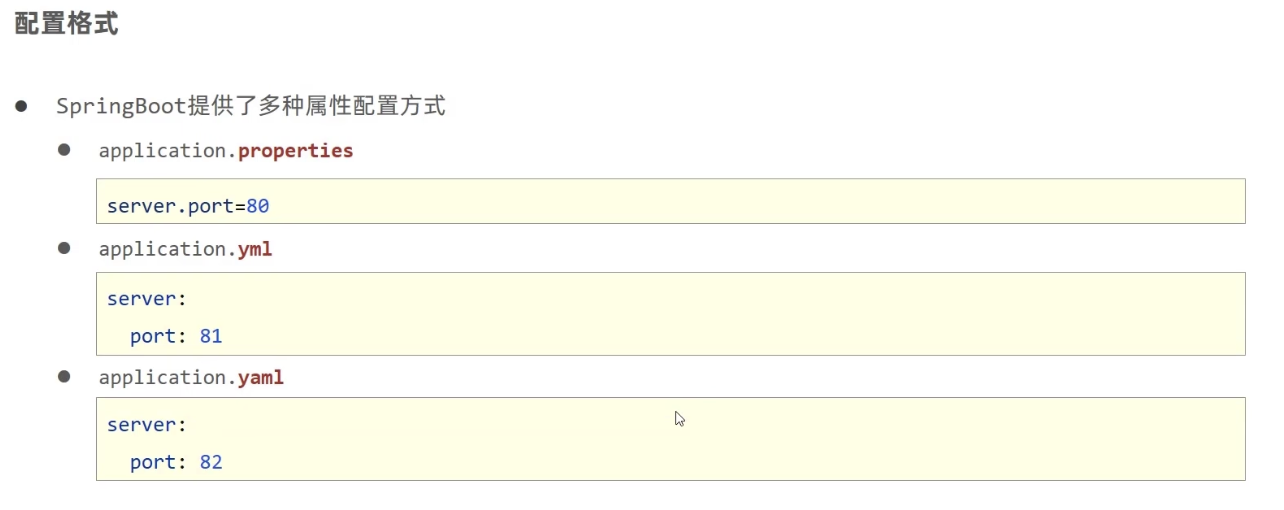 配置格式
SpringBoot提供了多种属性配置方式
application.properties
server.port=80
application.yml
server:
  port: 81
application.yaml
server:
  port: 82